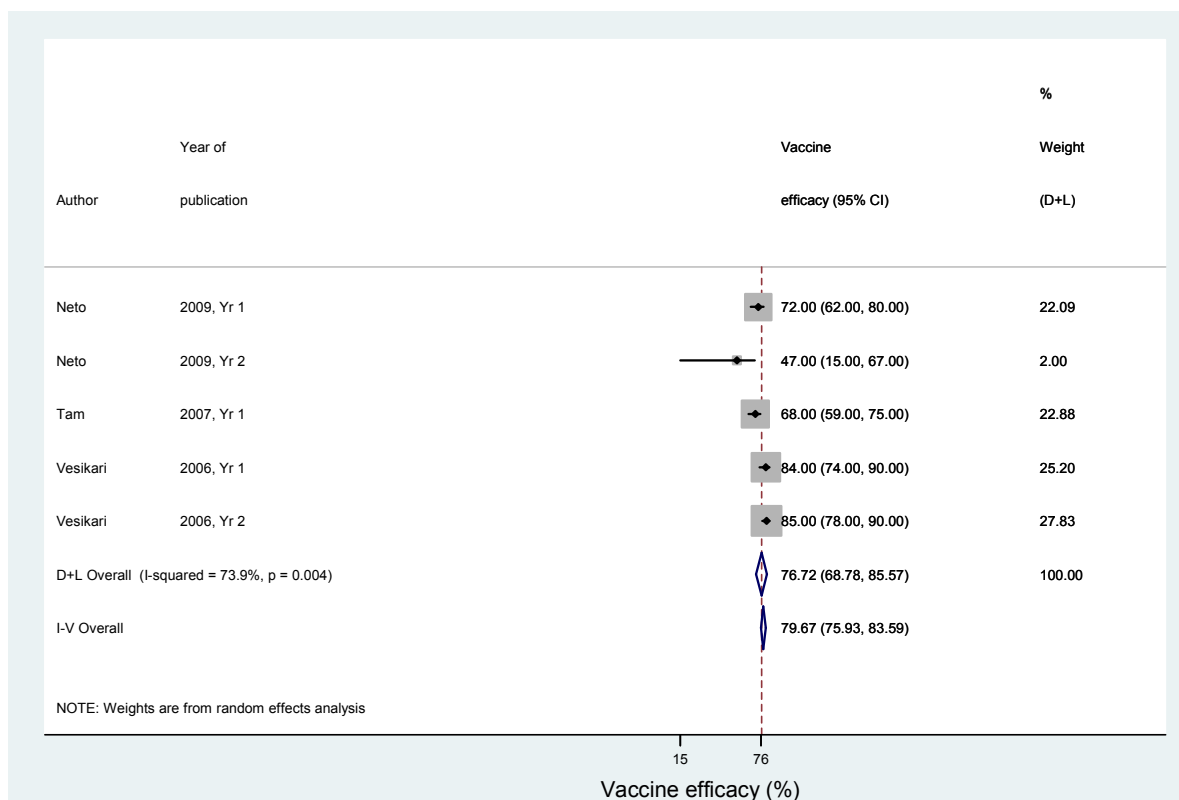 %
Year of Vaccine Weight
Author publication efficacy (95% CI) (D+L)
Neto 2009, Yr 1 72.00 (62.00, 80.00) 22.09
Neto 2009, Yr 2 47.00 (15.00, 67.00) 2.00
Tam 2007, Yr 1 68.00 (59.00, 75.00) 22.88
Vesikari 2006, Yr 1 84.00 (74.00, 90.00) 25.20
Vesikari 2006, Yr 2 85.00 (78.00, 90.00) 27.83
D+L Overall (I-squared = 73.9%, p = 0.004) 76.72 (68.78, 85.57) 100.00
I-V Overall 79.67 (75.93, 83.59)
NOTE: Weights are from random effects analysis
15 76
Vaccine efficacy (%)